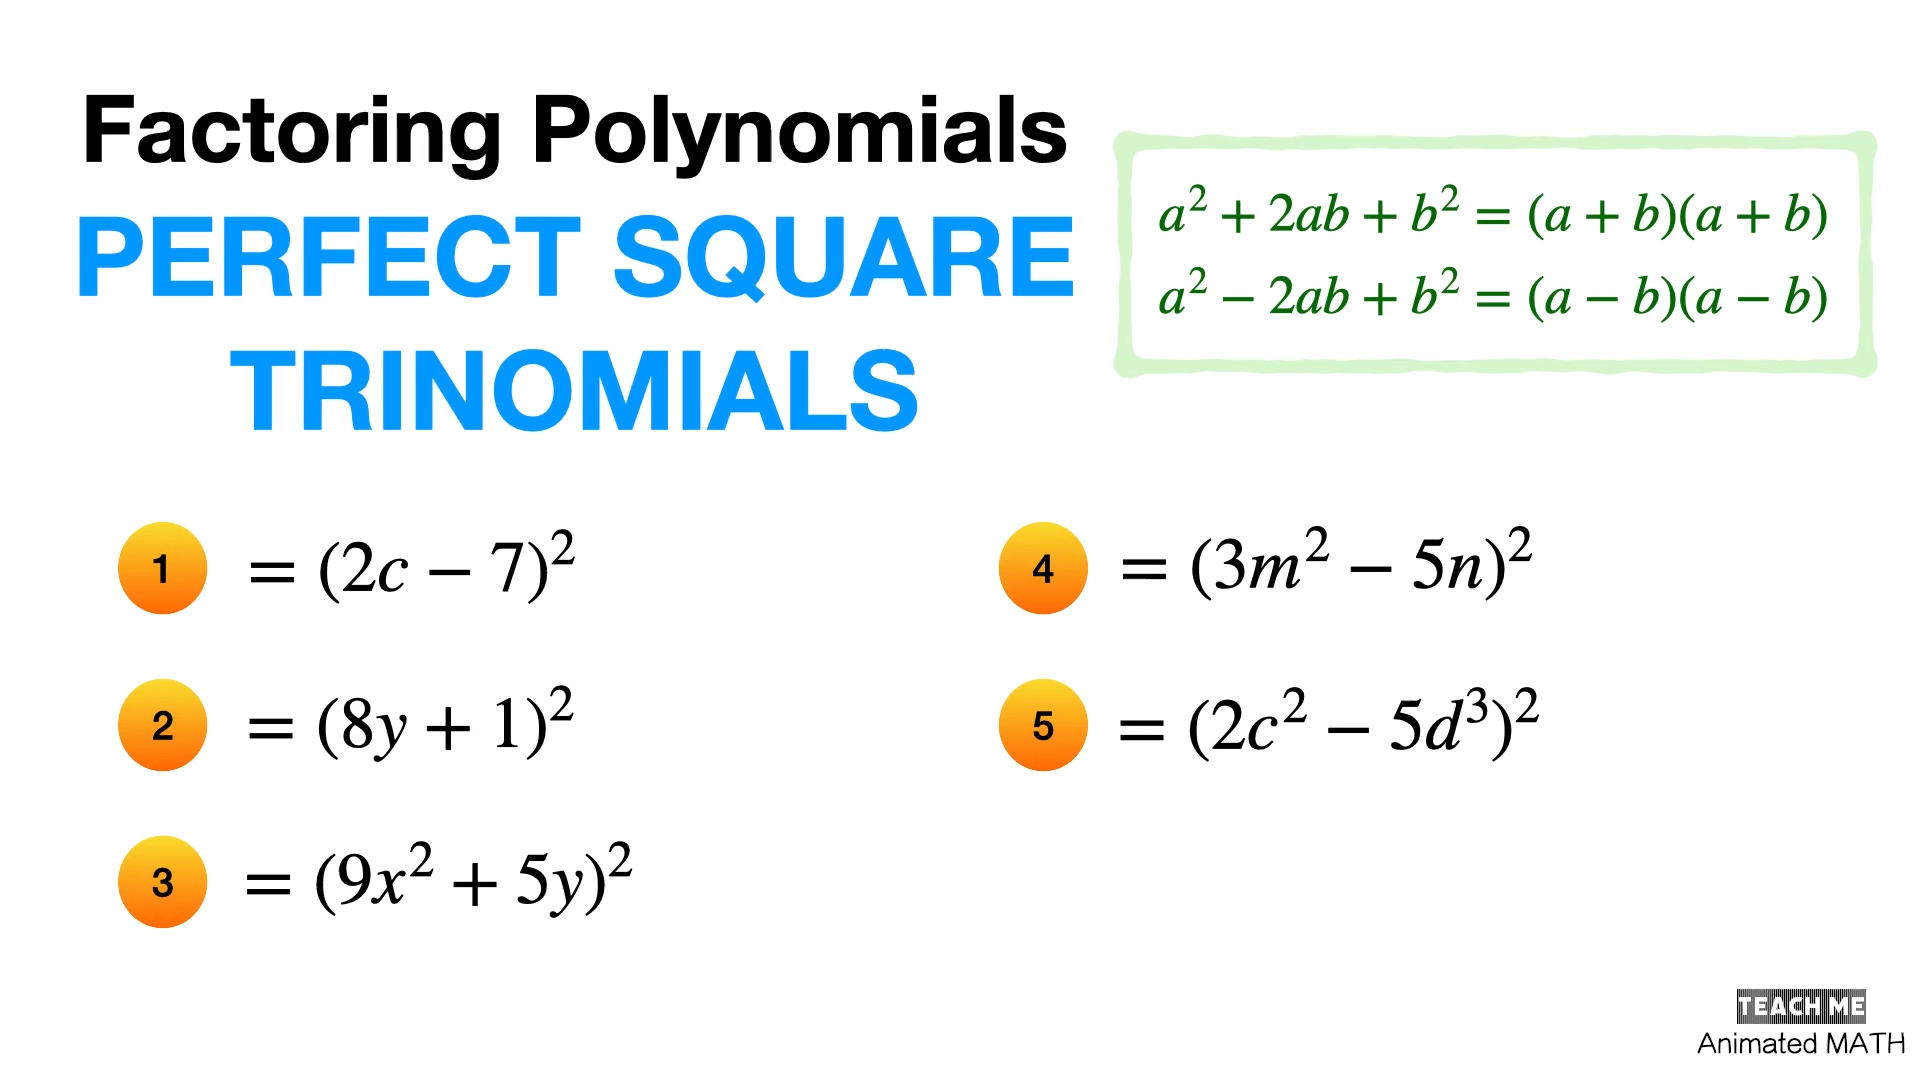 Factoring Polynomials
PERFECT SQUARE
TRINOMIALS
a² + 2ab + b² = (a + b)(a + b)
a² − 2ab + b² = (a − b)(a − b)
1 = (2c − 7)²
2 = (8y + 1)²
3 = (9x² + 5y)²
4 = (3m² − 5n)²
5 = (2c² − 5d³)²
TEACH ME
Animated MATH